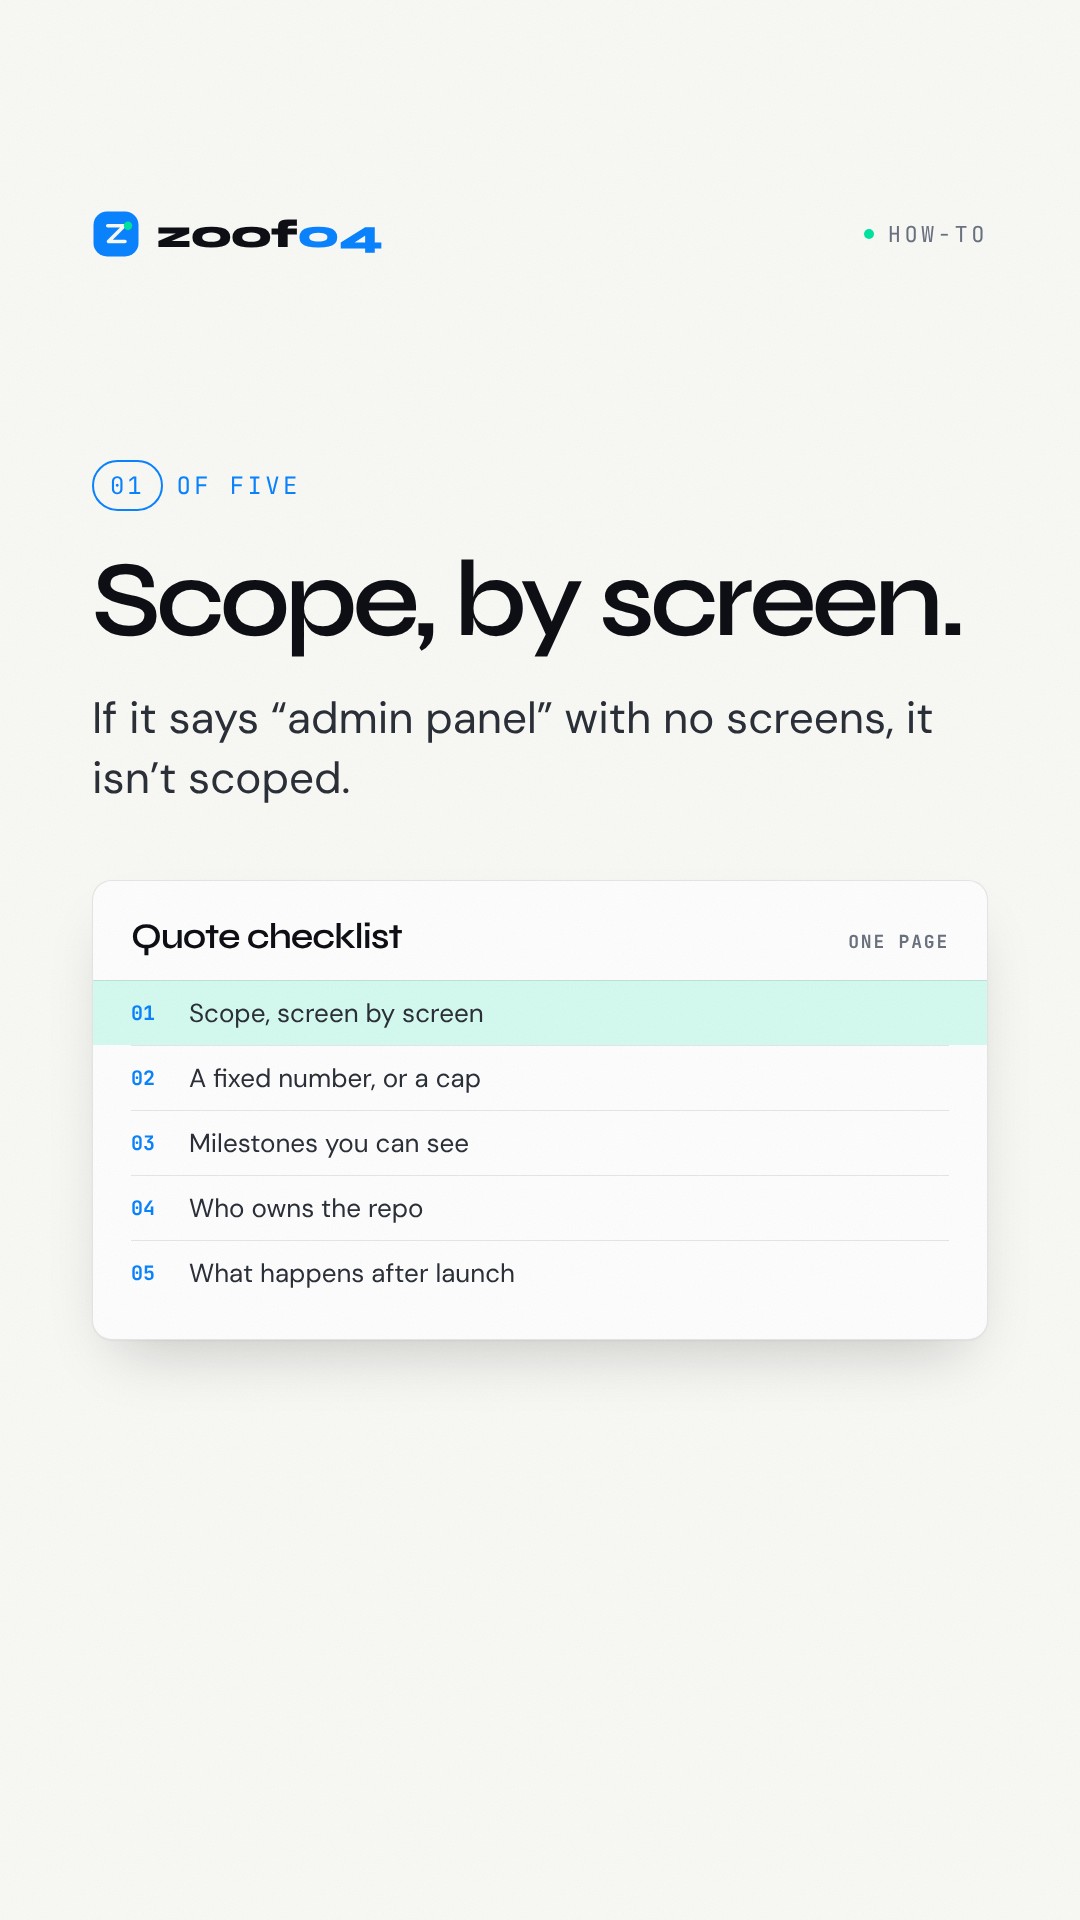 Z zoof04
HOW-TO
01 OF FIVE
Scope, by screen.
If it says “admin panel” with no screens, it
isn’t scoped.
Quote checklist
ONE PAGE
01 Scope, screen by screen
02 A fixed number, or a cap
03 Milestones you can see
04 Who owns the repo
05 What happens after launch